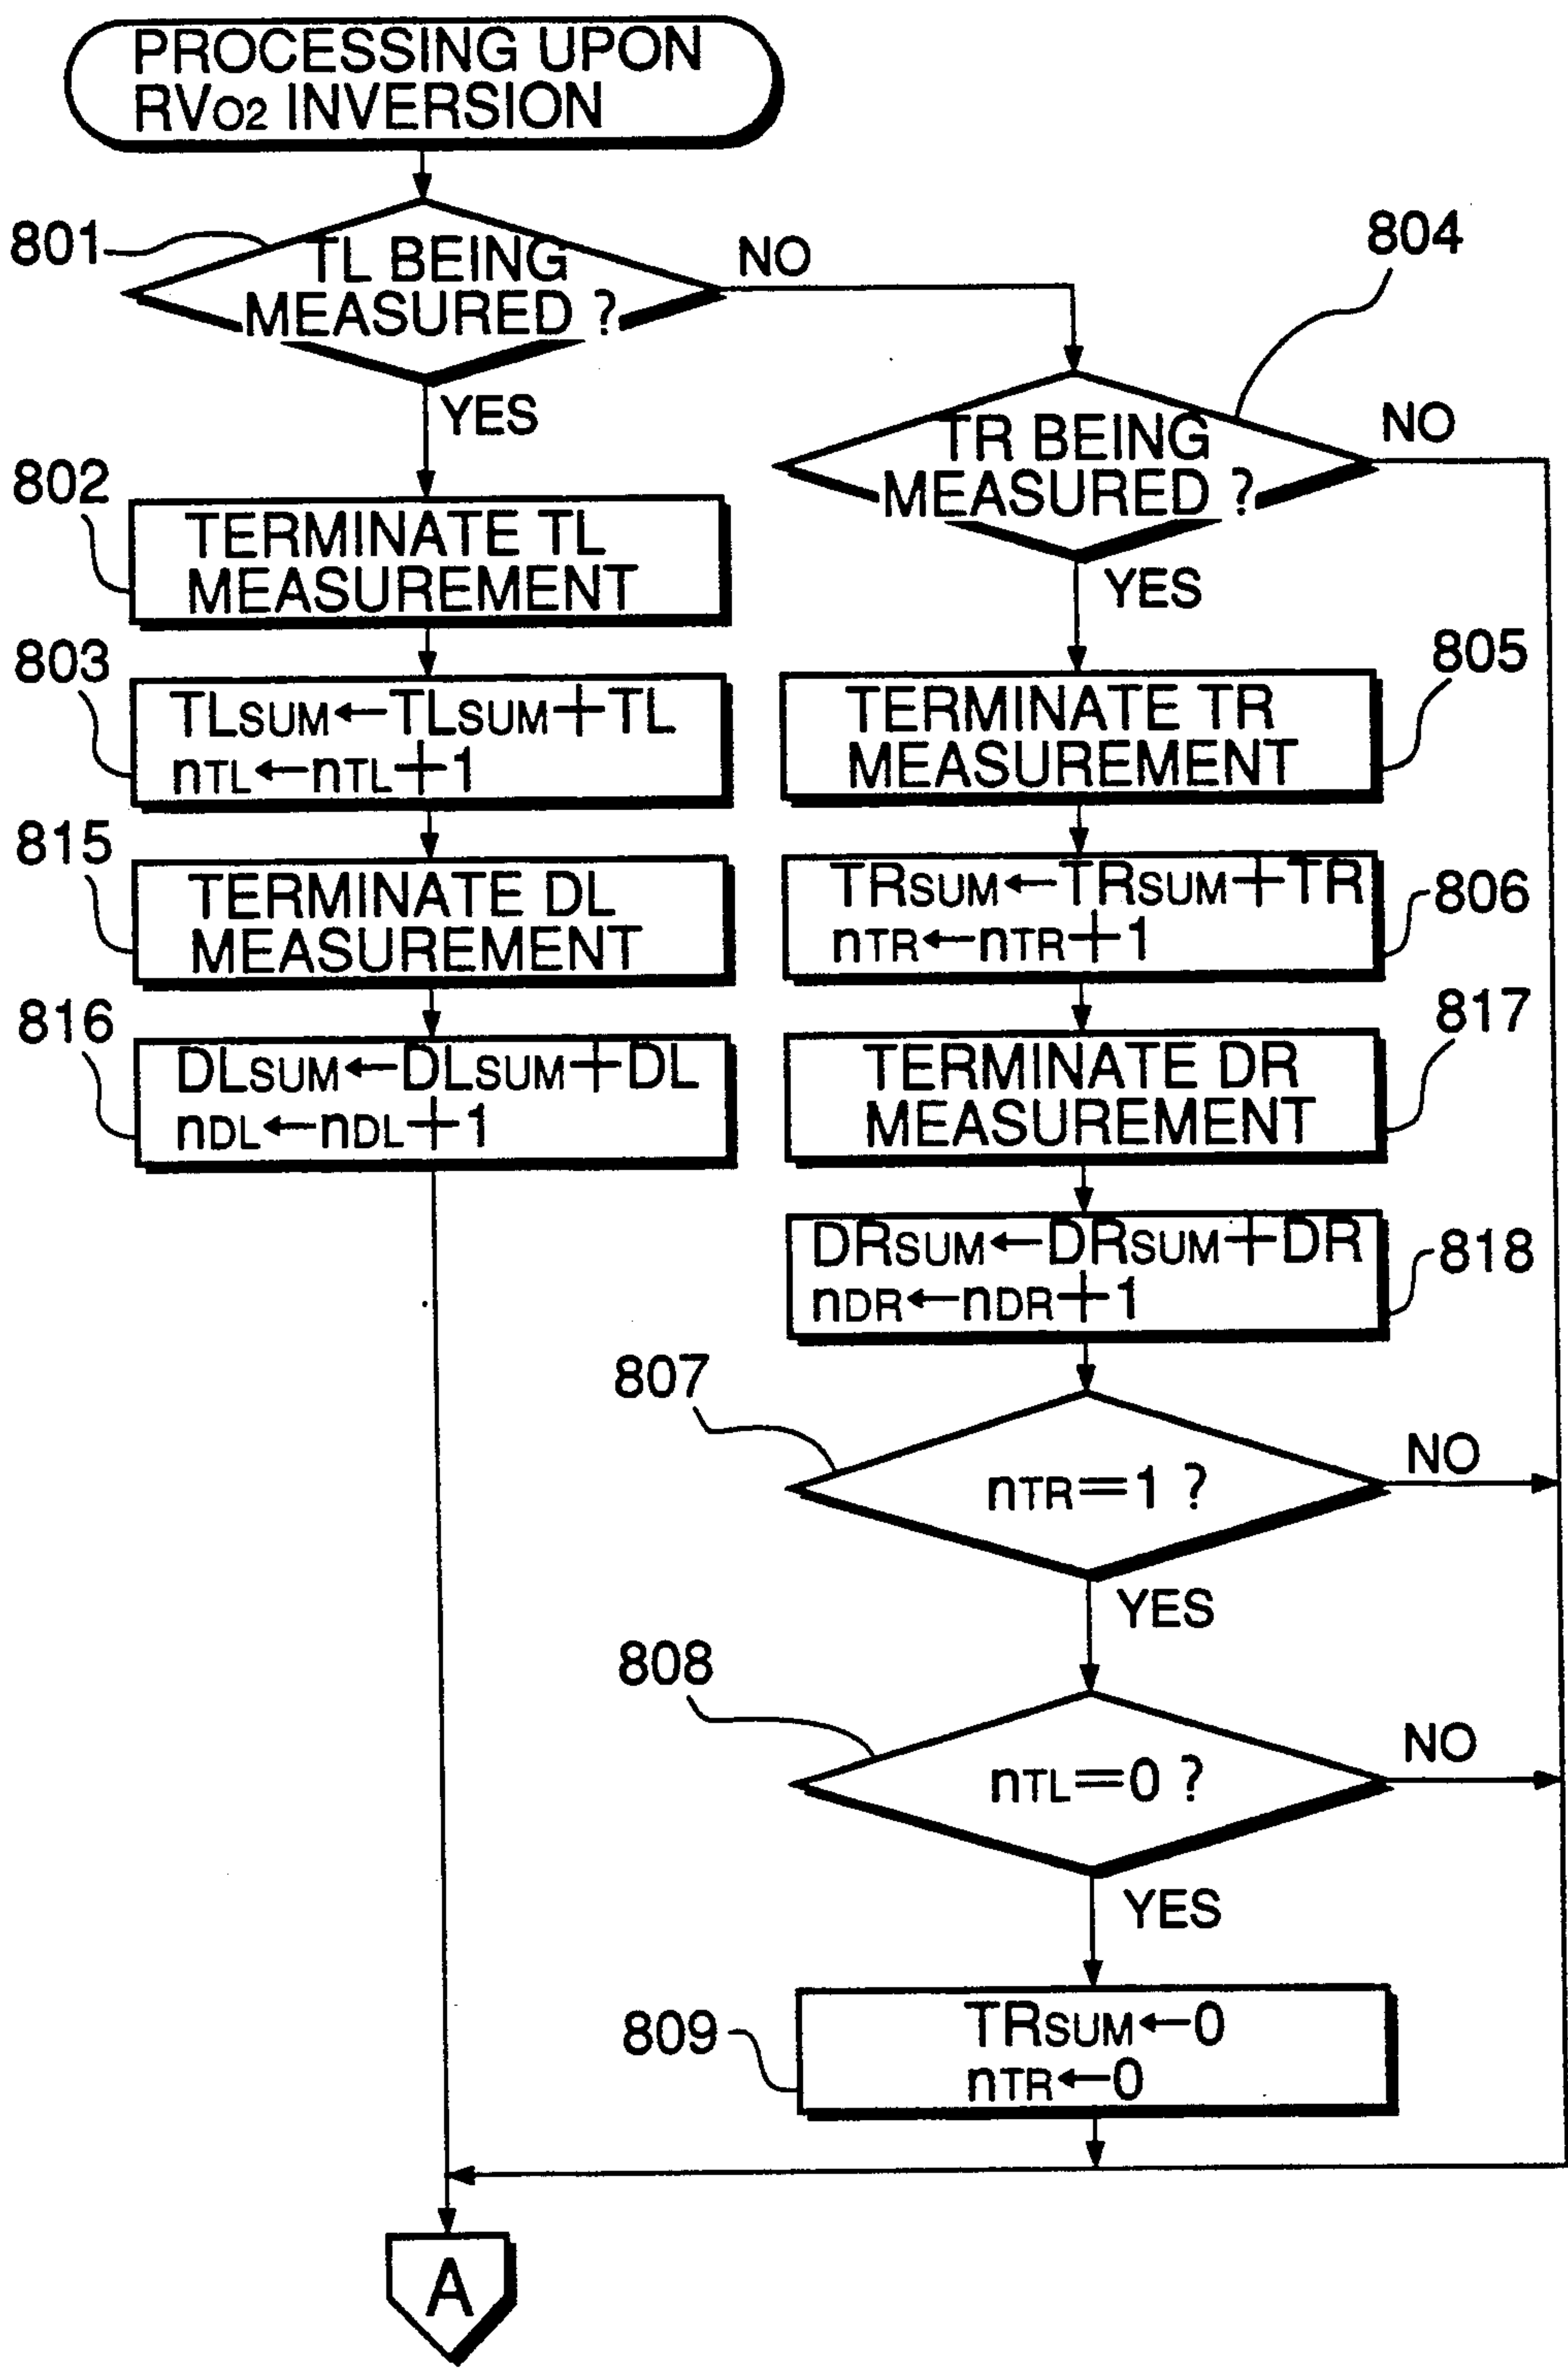 PROCESSING UPON
RVO2 INVERSION
801
TL BEING
MEASURED ?
NO
YES
802
TERMINATE TL
MEASUREMENT
803
TLSUM←TLSUM+TL
nTL←nTL+1
815
TERMINATE DL
MEASUREMENT
816
DLSUM←DLSUM+DL
nDL←nDL+1
804
TR BEING
MEASURED ?
NO
YES
805
TERMINATE TR
MEASUREMENT
806
TRSUM←TRSUM+TR
nTR←nTR+1
817
TERMINATE DR
MEASUREMENT
818
DRSUM←DRSUM+DR
nDR←nDR+1
807
nTR=1 ?
NO
YES
808
nTL=0 ?
NO
YES
809
TRSUM←0
nTR←0
A